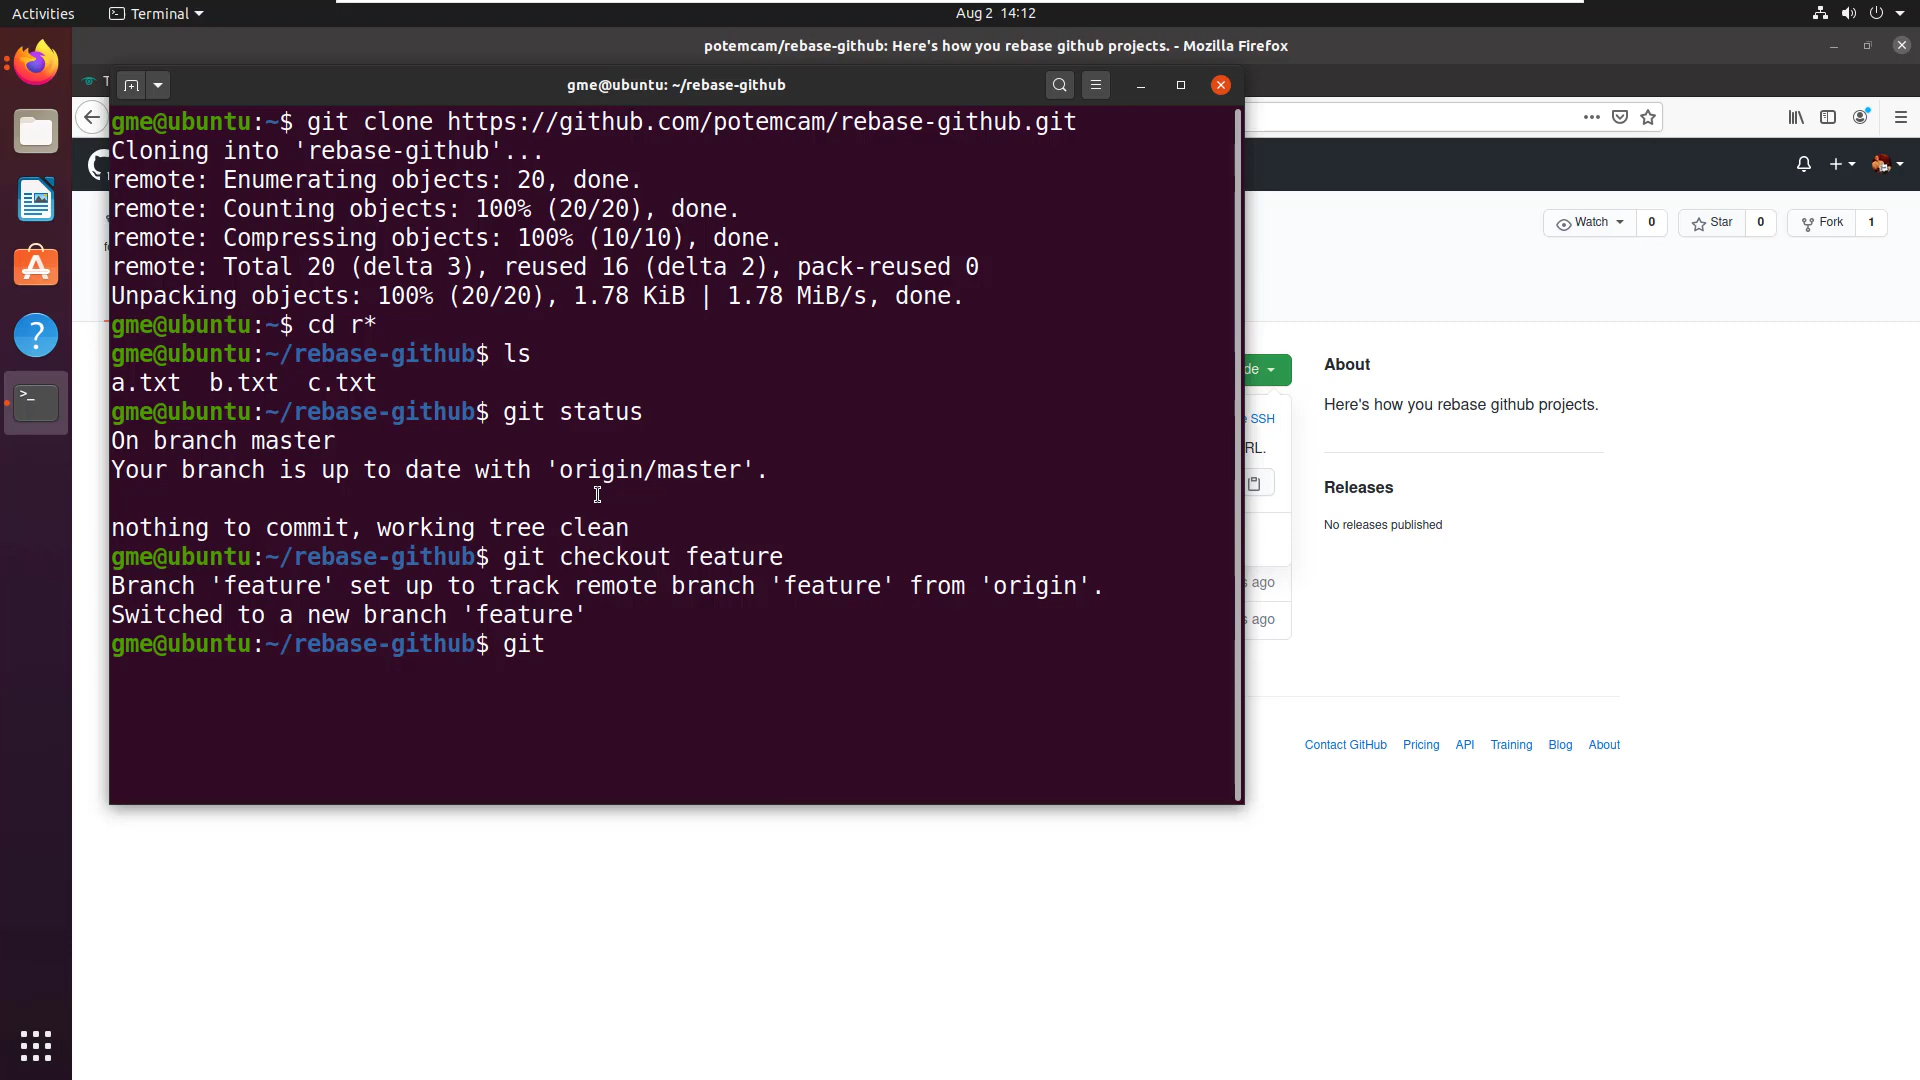 Activities
Terminal
Aug 2 14:12
potemcam/rebase-github: Here's how you rebase github projects. - Mozilla Firefox
gme@ubuntu: ~/rebase-github
gme@ubuntu:~$ git clone https://github.com/potemcam/rebase-github.git
Cloning into 'rebase-github'...
remote: Enumerating objects: 20, done.
remote: Counting objects: 100% (20/20), done.
remote: Compressing objects: 100% (10/10), done.
remote: Total 20 (delta 3), reused 16 (delta 2), pack-reused 0
Unpacking objects: 100% (20/20), 1.78 KiB | 1.78 MiB/s, done.
gme@ubuntu:~$ cd r*
gme@ubuntu:~/rebase-github$ ls
a.txt  b.txt  c.txt
gme@ubuntu:~/rebase-github$ git status
On branch master
Your branch is up to date with 'origin/master'.
nothing to commit, working tree clean
gme@ubuntu:~/rebase-github$ git checkout feature
Branch 'feature' set up to track remote branch 'feature' from 'origin'.
Switched to a new branch 'feature'
gme@ubuntu:~/rebase-github$ git
Watch 0
Star 0
Fork 1
de
SSH
RL.
s ago
s ago
About
Here's how you rebase github projects.
Releases
No releases published
Contact GitHub Pricing API Training Blog About